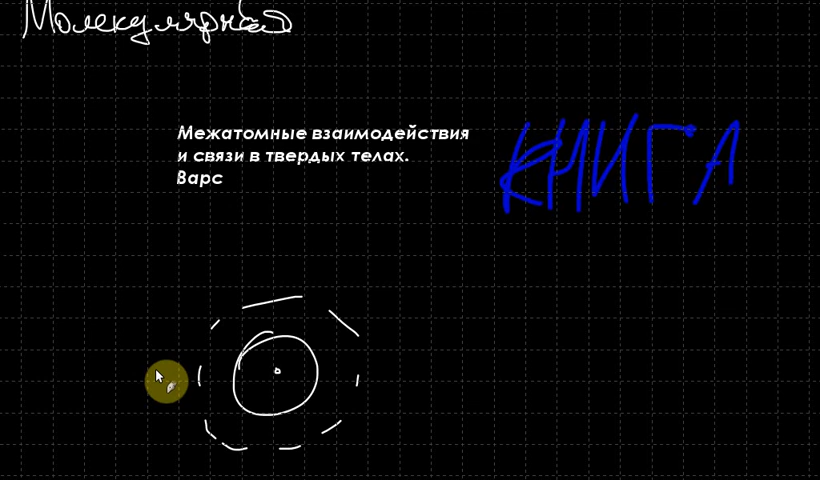 Молекулярная
Межатомные взаимодействия
и связи в твердых телах.
Варс
КНИГА